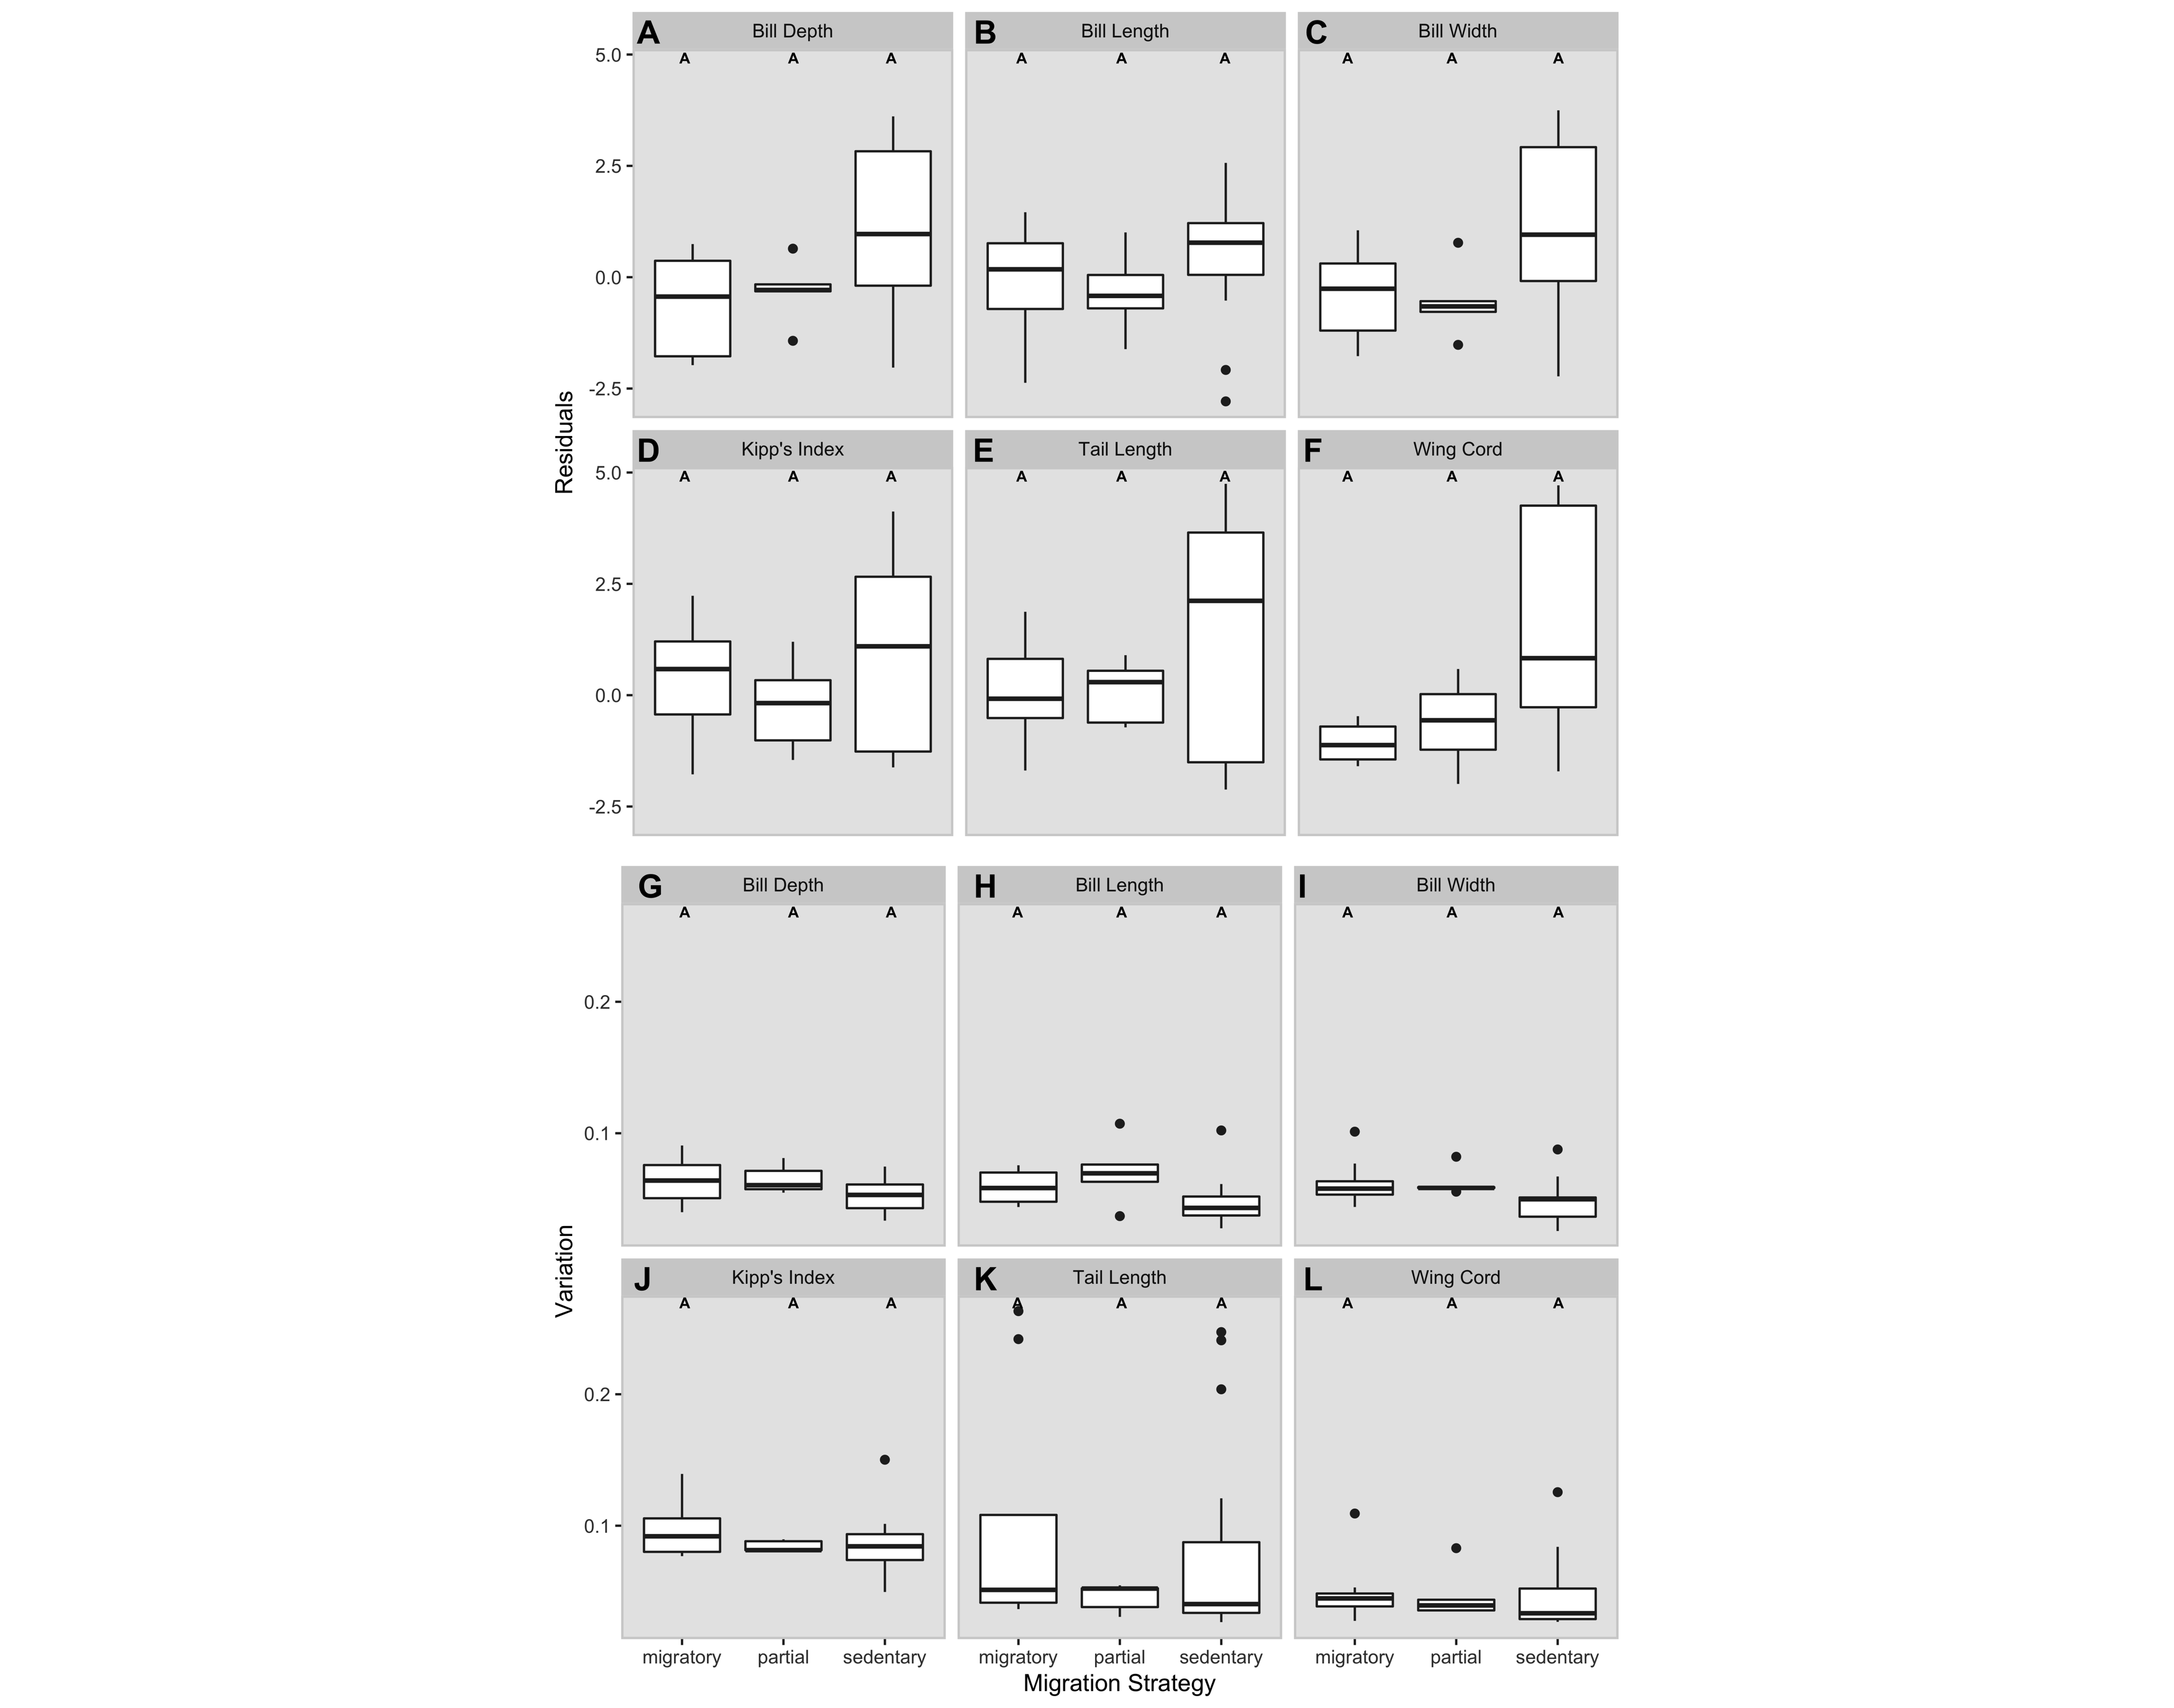 A Bill Depth B Bill Length C Bill Width
5.0 A A A A A A A A A
2.5
0.0
-2.5
Residuals
D Kipp's Index E Tail Length F Wing Cord
5.0 A A A A A A A A A
2.5
0.0
-2.5
G Bill Depth H Bill Length I Bill Width
A A A A A A A A A
0.2
0.1
Variation
J Kipp's Index K Tail Length L Wing Cord
A A A A A A A A A
0.2
0.1
migratory partial sedentary migratory partial sedentary migratory partial sedentary
Migration Strategy